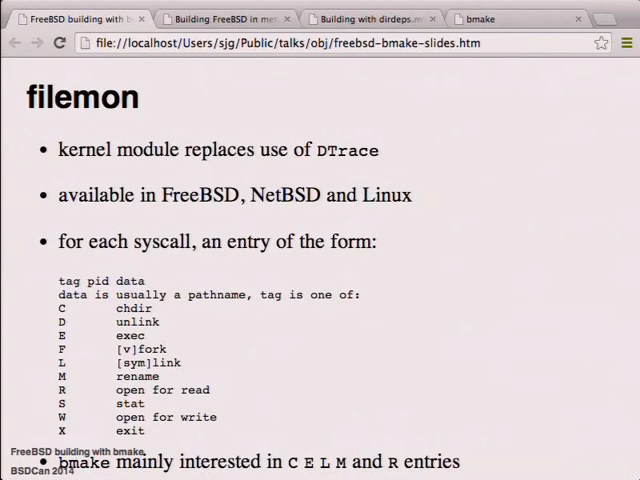 FreeBSD building with b
Building FreeBSD in met
Building with dirdeps.m
bmake
file://localhost/Users/sjg/Public/talks/obj/freebsd-bmake-slides.htm
filemon
• kernel module replaces use of DTrace
• available in FreeBSD, NetBSD and Linux
• for each syscall, an entry of the form:
tag pid data
data is usually a pathname, tag is one of:
C chdir
D unlink
E exec
F [v]fork
L [sym]link
M rename
R open for read
S stat
W open for write
X exit
• bmake mainly interested in C E L M and R entries
FreeBSD building with bmake
BSDCan 2014